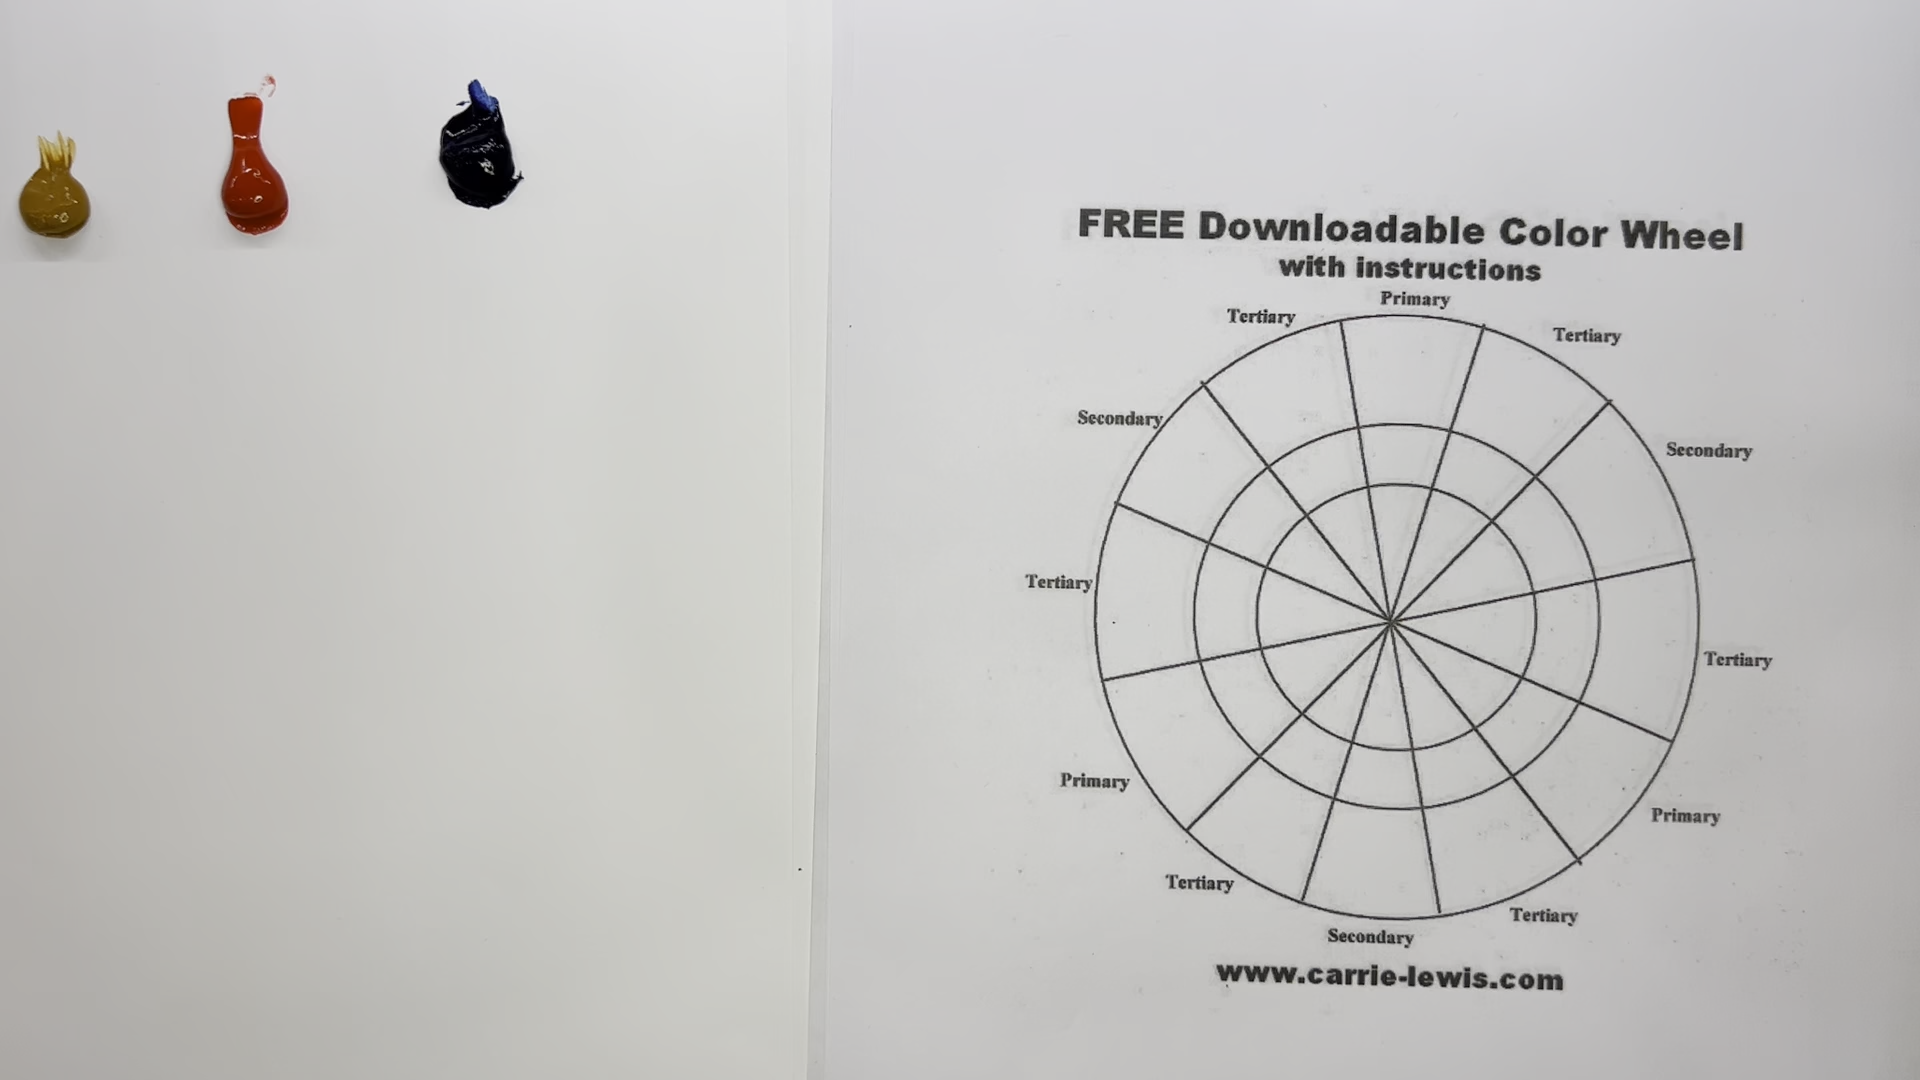 FREE Downloadable Color Wheel
with instructions
Primary
Tertiary
Tertiary
Secondary
Secondary
Tertiary
Tertiary
Primary
Primary
Tertiary
Tertiary
Secondary
www.carrie-lewis.com